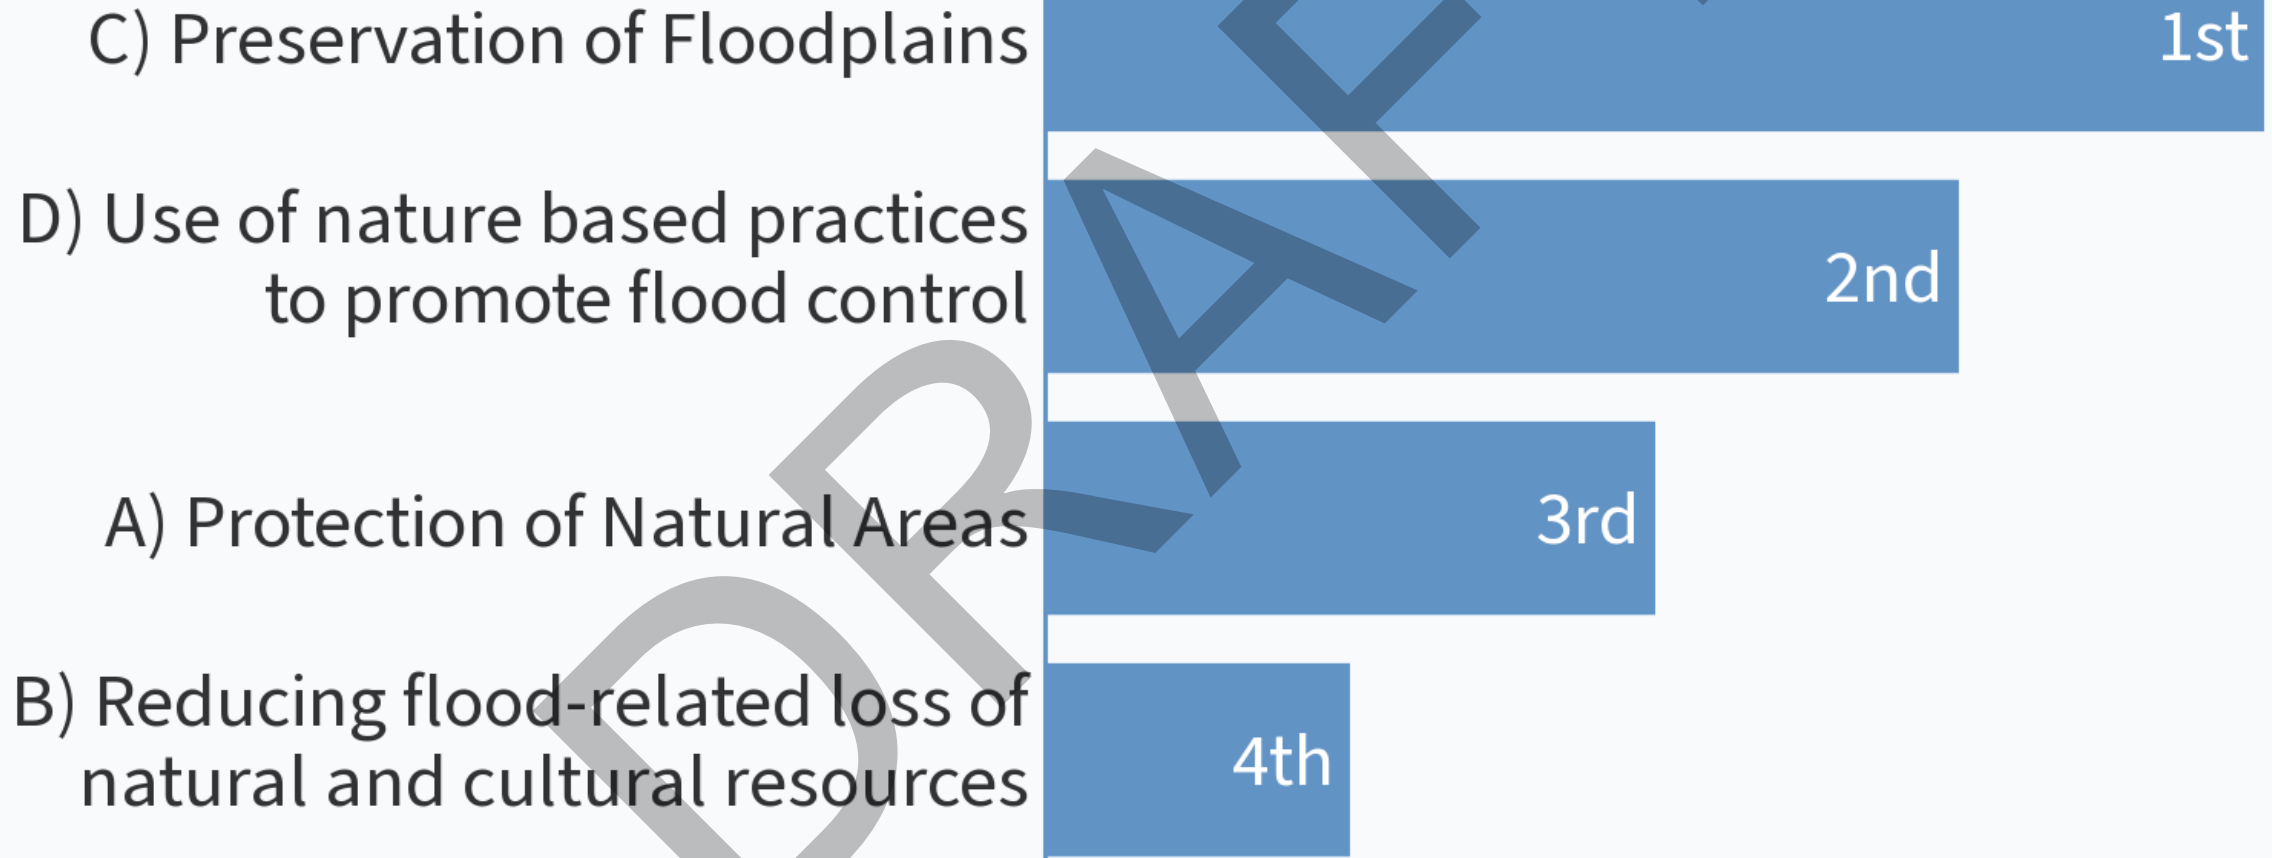 C) Preservation of Floodplains
1st
D) Use of nature based practices
to promote flood control
2nd
A) Protection of Natural Areas
3rd
B) Reducing flood-related loss of
natural and cultural resources
4th
DRAF